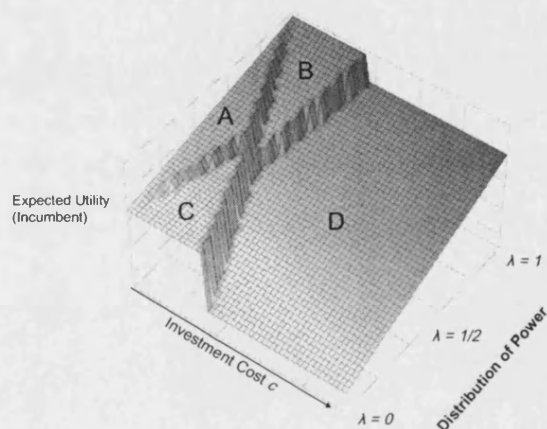 B
A
Expected Utility
(Incumbent)
C
D
λ = 1
Investment Cost c
λ = 1/2
Distribution of Power
λ = 0